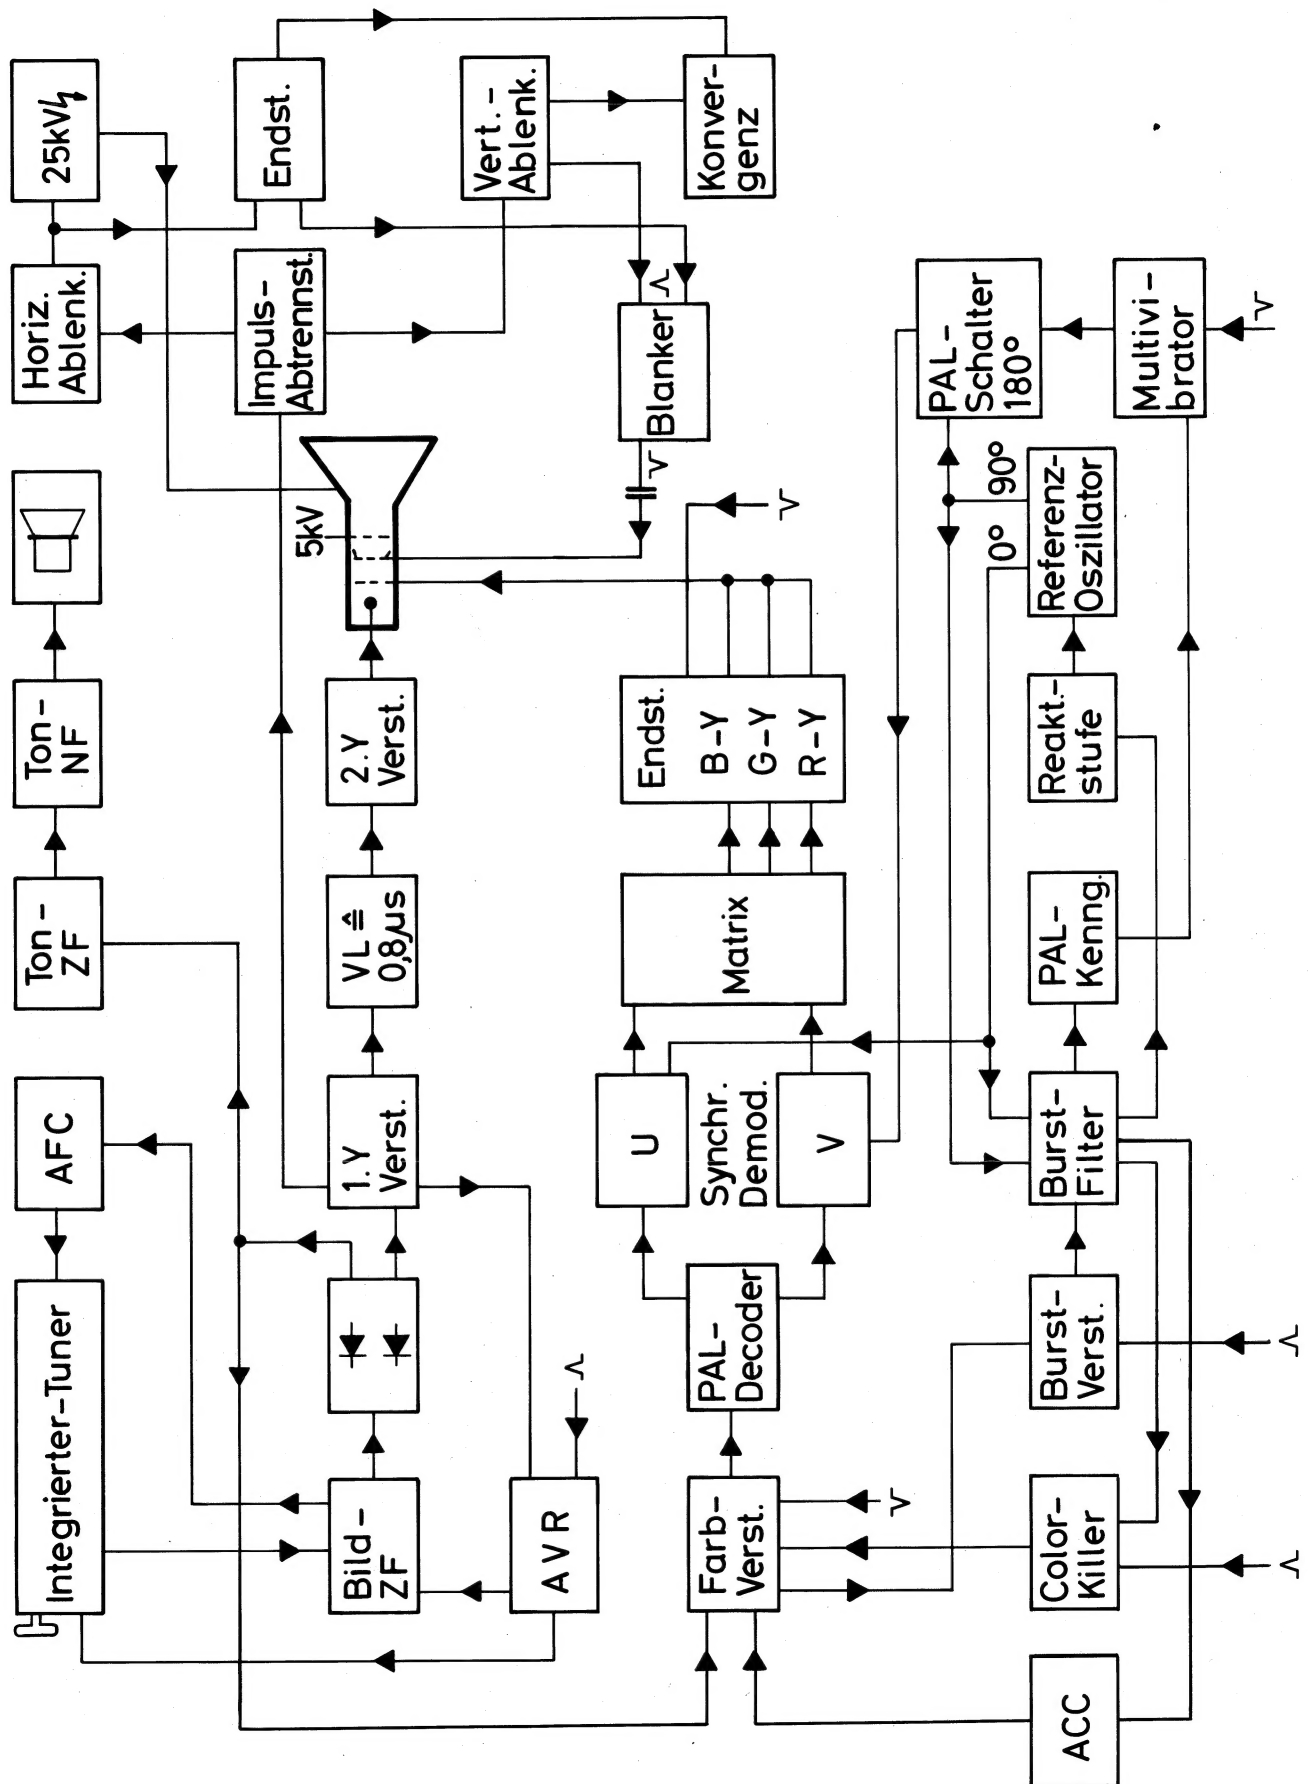 Integrierter-Tuner
AFC
Ton-
ZF
Ton-
NF
Horiz.
Ablenk.
25kV
Bild-
ZF
1.Y
Verst.
VL≙
0,8µs
2.Y
Verst.
5kV
Impuls-
Abtrennst.
Endst.
AVR
Vert.-
Ablenk.
Farb-
Verst.
PAL-
Decoder
U
Synchr.
Demod.
V
Matrix
Endst.
B-Y
G-Y
R-Y
Blanker
Konver-
genz
ACC
Color-
Killer
Burst-
Verst.
Burst-
Filter
PAL-
Kenng.
Reakt.-
stufe
0°
90°
Referenz-
Oszillator
PAL-
Schalter
180°
Multivi-
brator